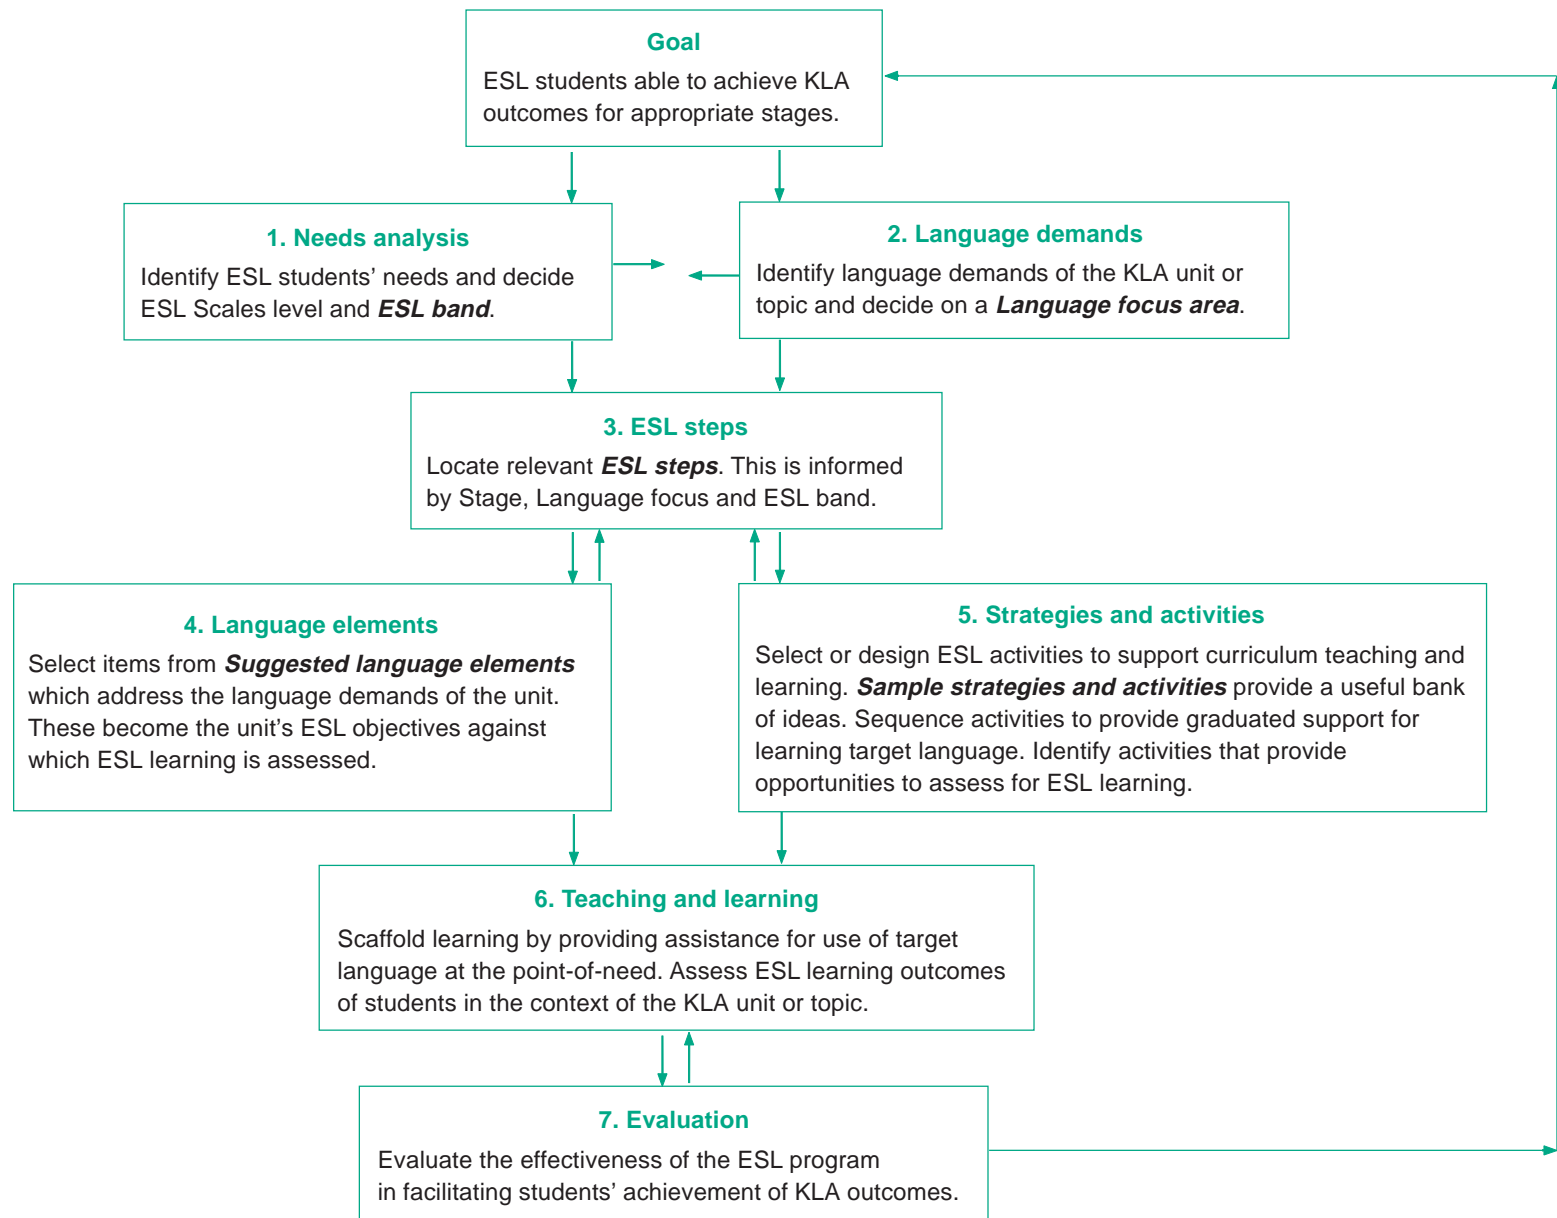 Goal
ESL students able to achieve KLA
outcomes for appropriate stages.
1. Needs analysis
Identify ESL students’ needs and decide
ESL Scales level and ESL band.
2. Language demands
Identify language demands of the KLA unit or
topic and decide on a Language focus area.
3. ESL steps
Locate relevant ESL steps. This is informed
by Stage, Language focus and ESL band.
4. Language elements
Select items from Suggested language elements
which address the language demands of the unit.
These become the unit’s ESL objectives against
which ESL learning is assessed.
5. Strategies and activities
Select or design ESL activities to support curriculum teaching and
learning. Sample strategies and activities provide a useful bank
of ideas. Sequence activities to provide graduated support for
learning target language. Identify activities that provide
opportunities to assess for ESL learning.
6. Teaching and learning
Scaffold learning by providing assistance for use of target
language at the point-of-need. Assess ESL learning outcomes
of students in the context of the KLA unit or topic.
7. Evaluation
Evaluate the effectiveness of the ESL program
in facilitating students’ achievement of KLA outcomes.